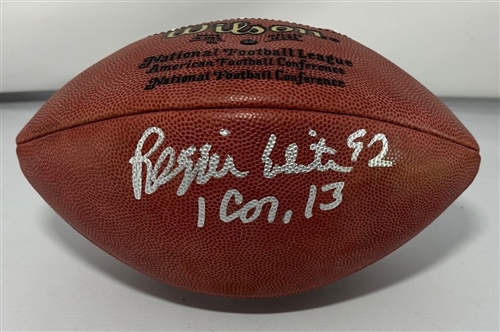 Wilson
National Football League
American Football Conference
National Football Conference
Reggie White 92
1 Cor. 13